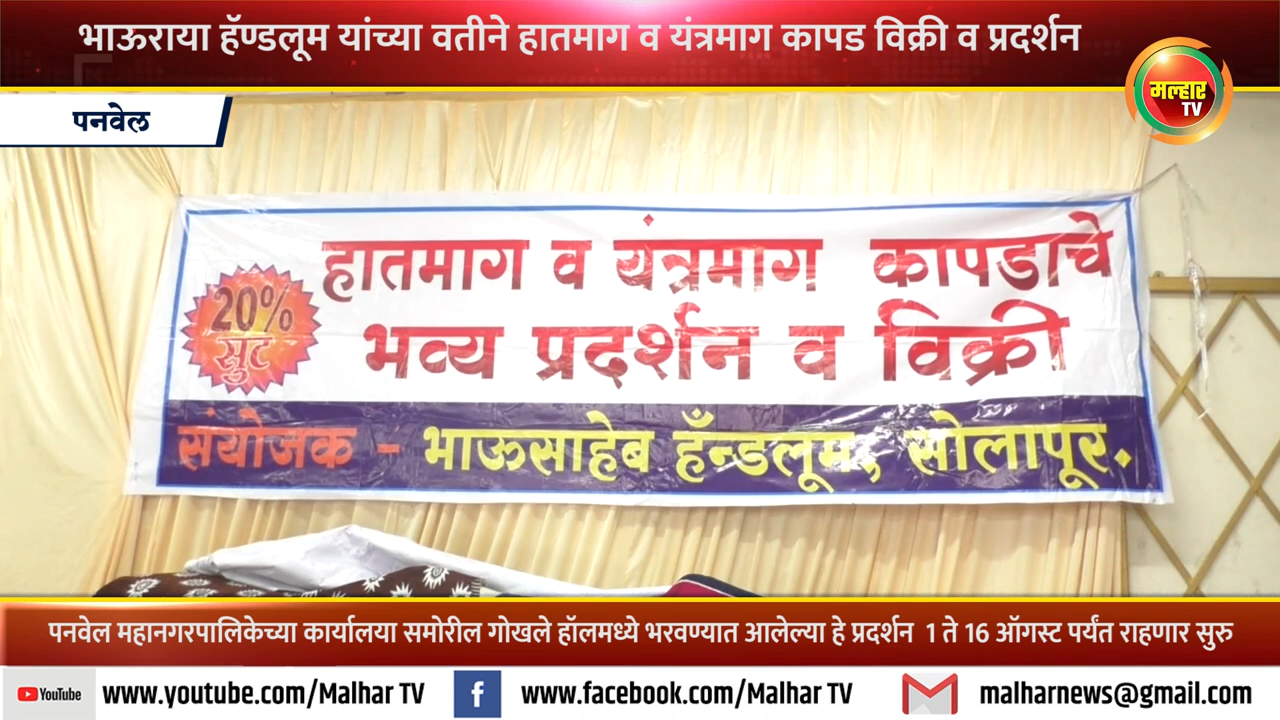 भाऊराया हॅण्डलूम यांच्या वतीने हातमाग व यंत्रमाग कापड विक्री व प्रदर्शन
मल्हार
TV
पनवेल
हातमाग व यंत्रमाग कापडाचे
20%
सुट
भव्य प्रदर्शन व विक्री
संयोजक - भाऊसाहेब हॅंन्डलूम, सोलापूर.
पनवेल महानगरपालिकेच्या कार्यालया समोरील गोखले हॉलमध्ये भरवण्यात आलेल्या हे प्रदर्शन 1 ते 16 ऑगस्ट पर्यंत राहणार सुरु
YouTube www.youtube.com/Malhar TV www.facebook.com/Malhar TV malharnews@gmail.com